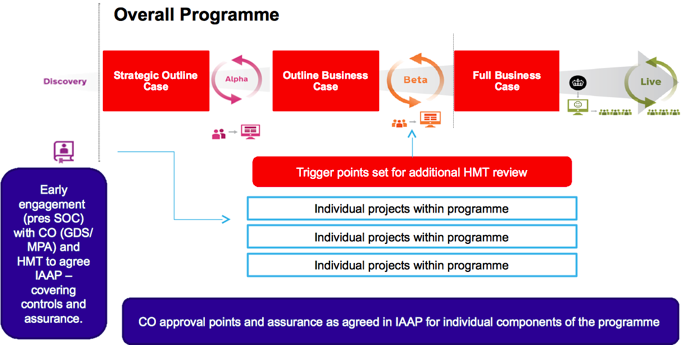 Overall Programme
Discovery
Strategic Outline
Case
Alpha
Outline Business
Case
Beta
Full Business
Case
Live
Trigger points set for additional HMT review
Early
engagement
(pres SOC)
with CO (GDS/
MPA) and
HMT to agree
IAAP –
covering
controls and
assurance.
Individual projects within programme
Individual projects within programme
Individual projects within programme
CO approval points and assurance as agreed in IAAP for individual components of the programme